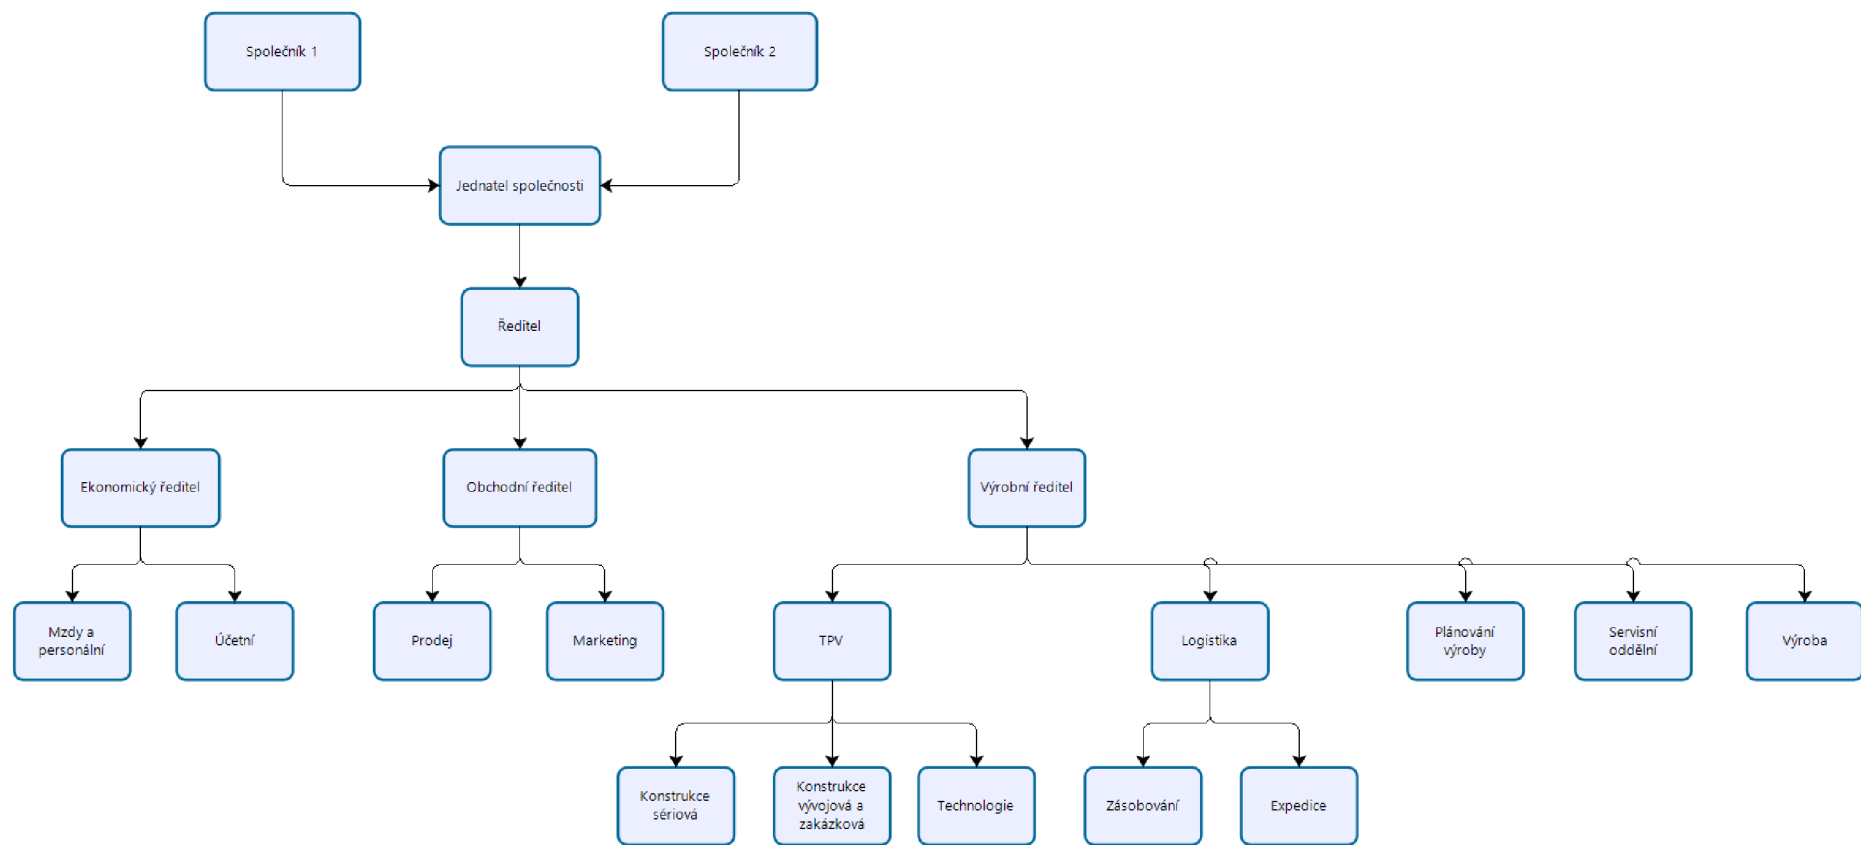 Společník 1
Společník 2
Jednatel společnosti
Ředitel
Ekonomický ředitel
Obchodní ředitel
Výrobní ředitel
Mzdy a
personální
Účetní
Prodej
Marketing
TPV
Logistika
Plánování
výroby
Servisní
oddělní
Výroba
Konstrukce
sériová
Konstrukce
vývojová a
zakázková
Technologie
Zásobování
Expedice